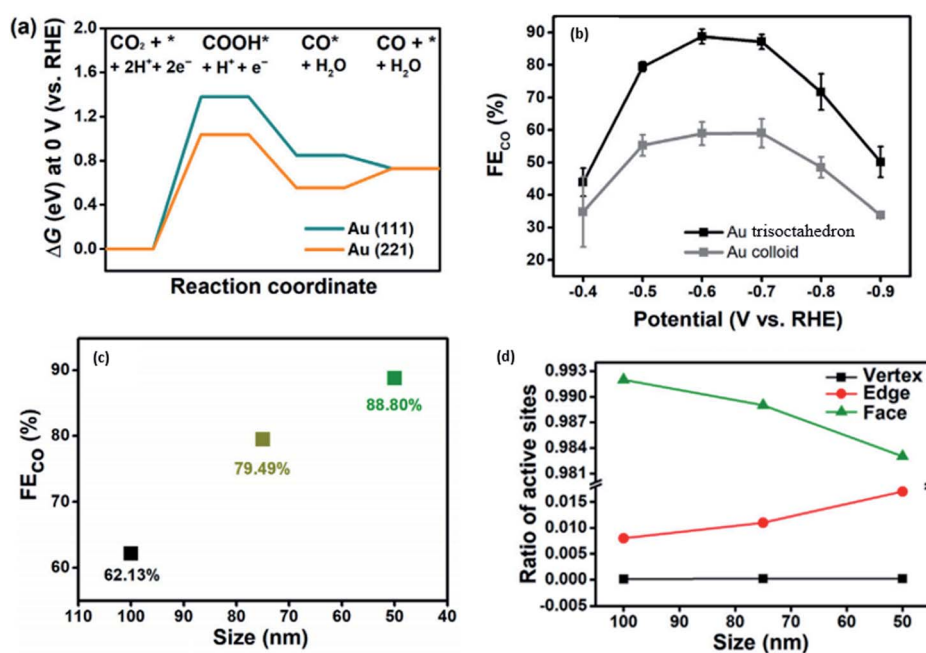 (a)
2.0
1.6
1.2
0.8
0.4
0.0
ΔG (eV) at 0 V (vs. RHE)
CO₂ + * COOH* CO* CO + *
+ 2H⁺+ 2e⁻ + H⁺ + e⁻ + H₂O + H₂O
Au (111)
Au (221)
Reaction coordinate
(b)
90
80
70
60
50
40
30
20
FE_CO (%)
Au trisoctahedron
Au colloid
-0.4 -0.5 -0.6 -0.7 -0.8 -0.9
Potential (V vs. RHE)
(c)
90
80
70
60
FE_CO (%)
88.80%
79.49%
62.13%
110 100 90 80 70 60 50 40
Size (nm)
(d)
0.993
0.990
0.987
0.984
0.981
0.015
0.010
0.005
0.000
-0.005
Ratio of active sites
Vertex
Edge
Face
100 90 80 70 60 50
Size (nm)